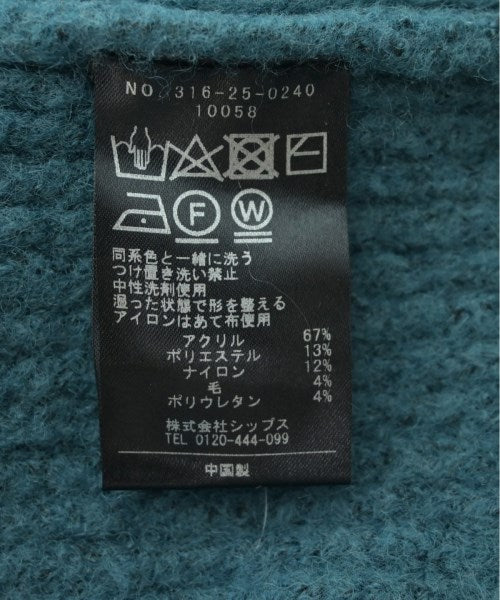 NO. 316-25-0240
10058
F W
同系色と一緒に洗う
つけ置き洗い禁止
中性洗剤使用
湿った状態で形を整える
アイロンはあて布使用
アクリル 67%
ポリエステル 13%
ナイロン 12%
毛 4%
ポリウレタン 4%
株式会社シップス
TEL 0120-444-099
中国製